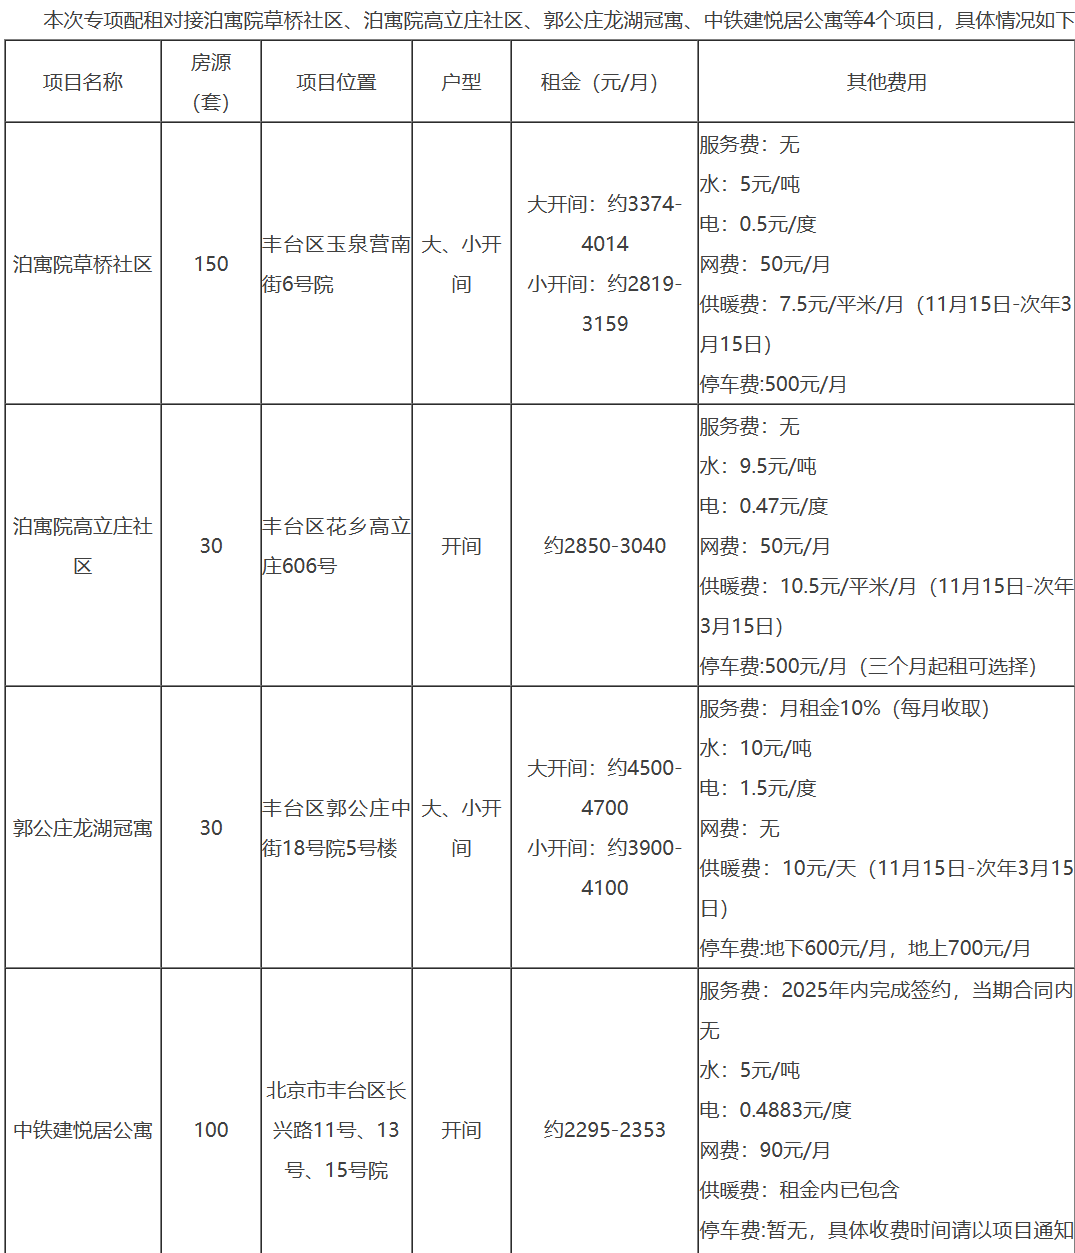 本次专项配租对接泊寓院草桥社区、泊寓院高立庄社区、郭公庄龙湖冠寓、中铁建悦居公寓等4个项目，具体情况如下
项目名称
房源
（套）
项目位置
户型
租金（元/月）
其他费用
泊寓院草桥社区
150
丰台区玉泉营南
街6号院
大、小开
间
大开间：约3374-
4014
小开间：约2819-
3159
服务费：无
水：5元/吨
电：0.5元/度
网费：50元/月
供暖费：7.5元/平米/月（11月15日-次年3
月15日）
停车费:500元/月
泊寓院高立庄社
区
30
丰台区花乡高立
庄606号
开间
约2850-3040
服务费：无
水：9.5元/吨
电：0.47元/度
网费：50元/月
供暖费：10.5元/平米/月（11月15日-次年
3月15日）
停车费:500元/月（三个月起租可选择）
郭公庄龙湖冠寓
30
丰台区郭公庄中
街18号院5号楼
大、小开
间
大开间：约4500-
4700
小开间：约3900-
4100
服务费：月租金10%（每月收取）
水：10元/吨
电：1.5元/度
网费：无
供暖费：10元/天（11月15日-次年3月15
日）
停车费:地下600元/月，地上700元/月
中铁建悦居公寓
100
北京市丰台区长
兴路11号、13
号、15号院
开间
约2295-2353
服务费：2025年内完成签约，当期合同内
无
水：5元/吨
电：0.4883元/度
网费：90元/月
供暖费：租金内已包含
停车费:暂无，具体收费时间请以项目通知